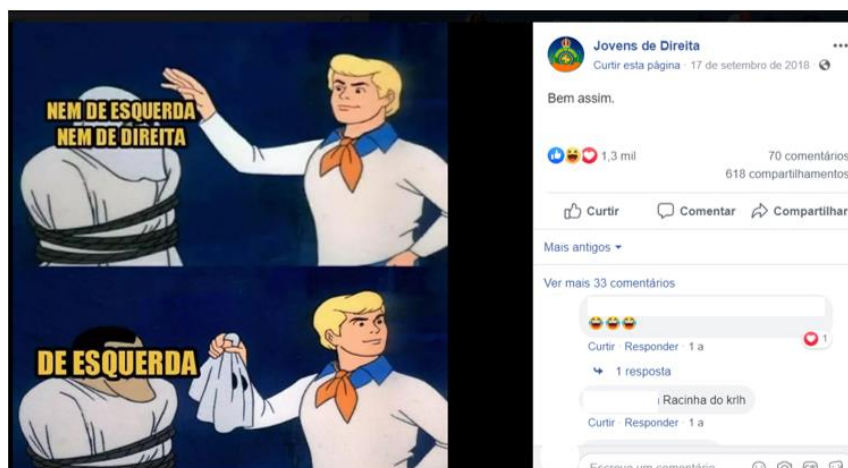 NEM DE ESQUERDA
NEM DE DIREITA
DE ESQUERDA
Jovens de Direita
Curtir esta página · 17 de setembro de 2018 ·
Bem assim.
1,3 mil
70 comentários
618 compartilhamentos
Curtir
Comentar
Compartilhar
Mais antigos
Ver mais 33 comentários
Curtir · Responder · 1 a
1
1 resposta
Racinha do krlh
Curtir · Responder · 1 a
Escreva um comentário